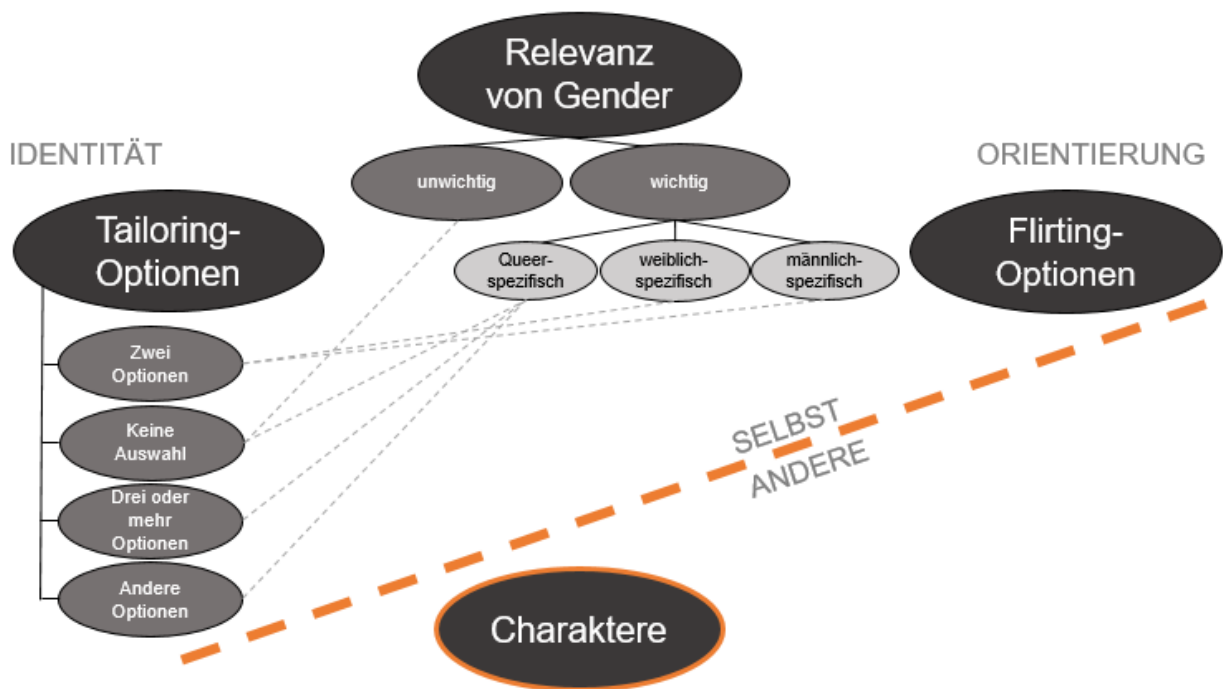 Relevanz
von Gender
IDENTITÄT
ORIENTIERUNG
unwichtig
wichtig
Tailoring-
Optionen
Flirting-
Optionen
Queer-
spezifisch
weiblich-
spezifisch
männlich-
spezifisch
Zwei
Optionen
Keine
Auswahl
Drei oder
mehr
Optionen
Andere
Optionen
SELBST
ANDERE
Charaktere